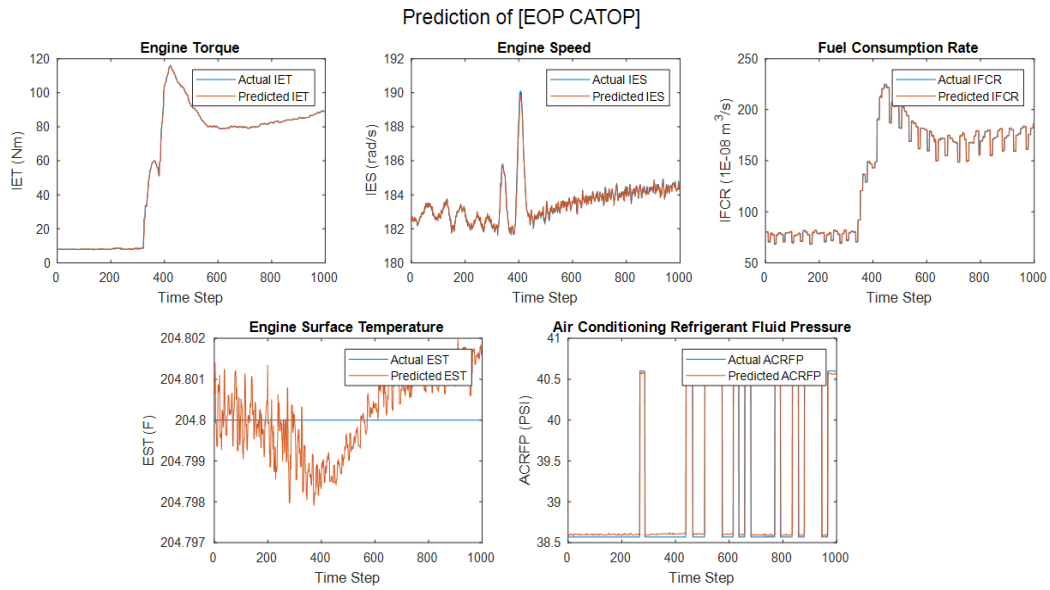 Prediction of [EOP CATOP]
Engine Torque
120
100
80
60
40
20
0
IET (Nm)
Actual IET
Predicted IET
0 200 400 600 800 1000
Time Step
Engine Speed
192
190
188
186
184
182
180
IES (rad/s)
Actual IES
Predicted IES
0 200 400 600 800 1000
Time Step
Fuel Consumption Rate
250
200
150
100
50
IFCR (1E-08 m³/s)
Actual IFCR
Predicted IFCR
0 200 400 600 800 1000
Time Step
Engine Surface Temperature
204.802
204.801
204.8
204.799
204.798
204.797
EST (F)
Actual EST
Predicted EST
0 200 400 600 800 1000
Time Step
Air Conditioning Refrigerant Fluid Pressure
41
40.5
40
39.5
39
38.5
ACRFP (PSI)
Actual ACRFP
Predicted ACRFP
0 200 400 600 800 1000
Time Step